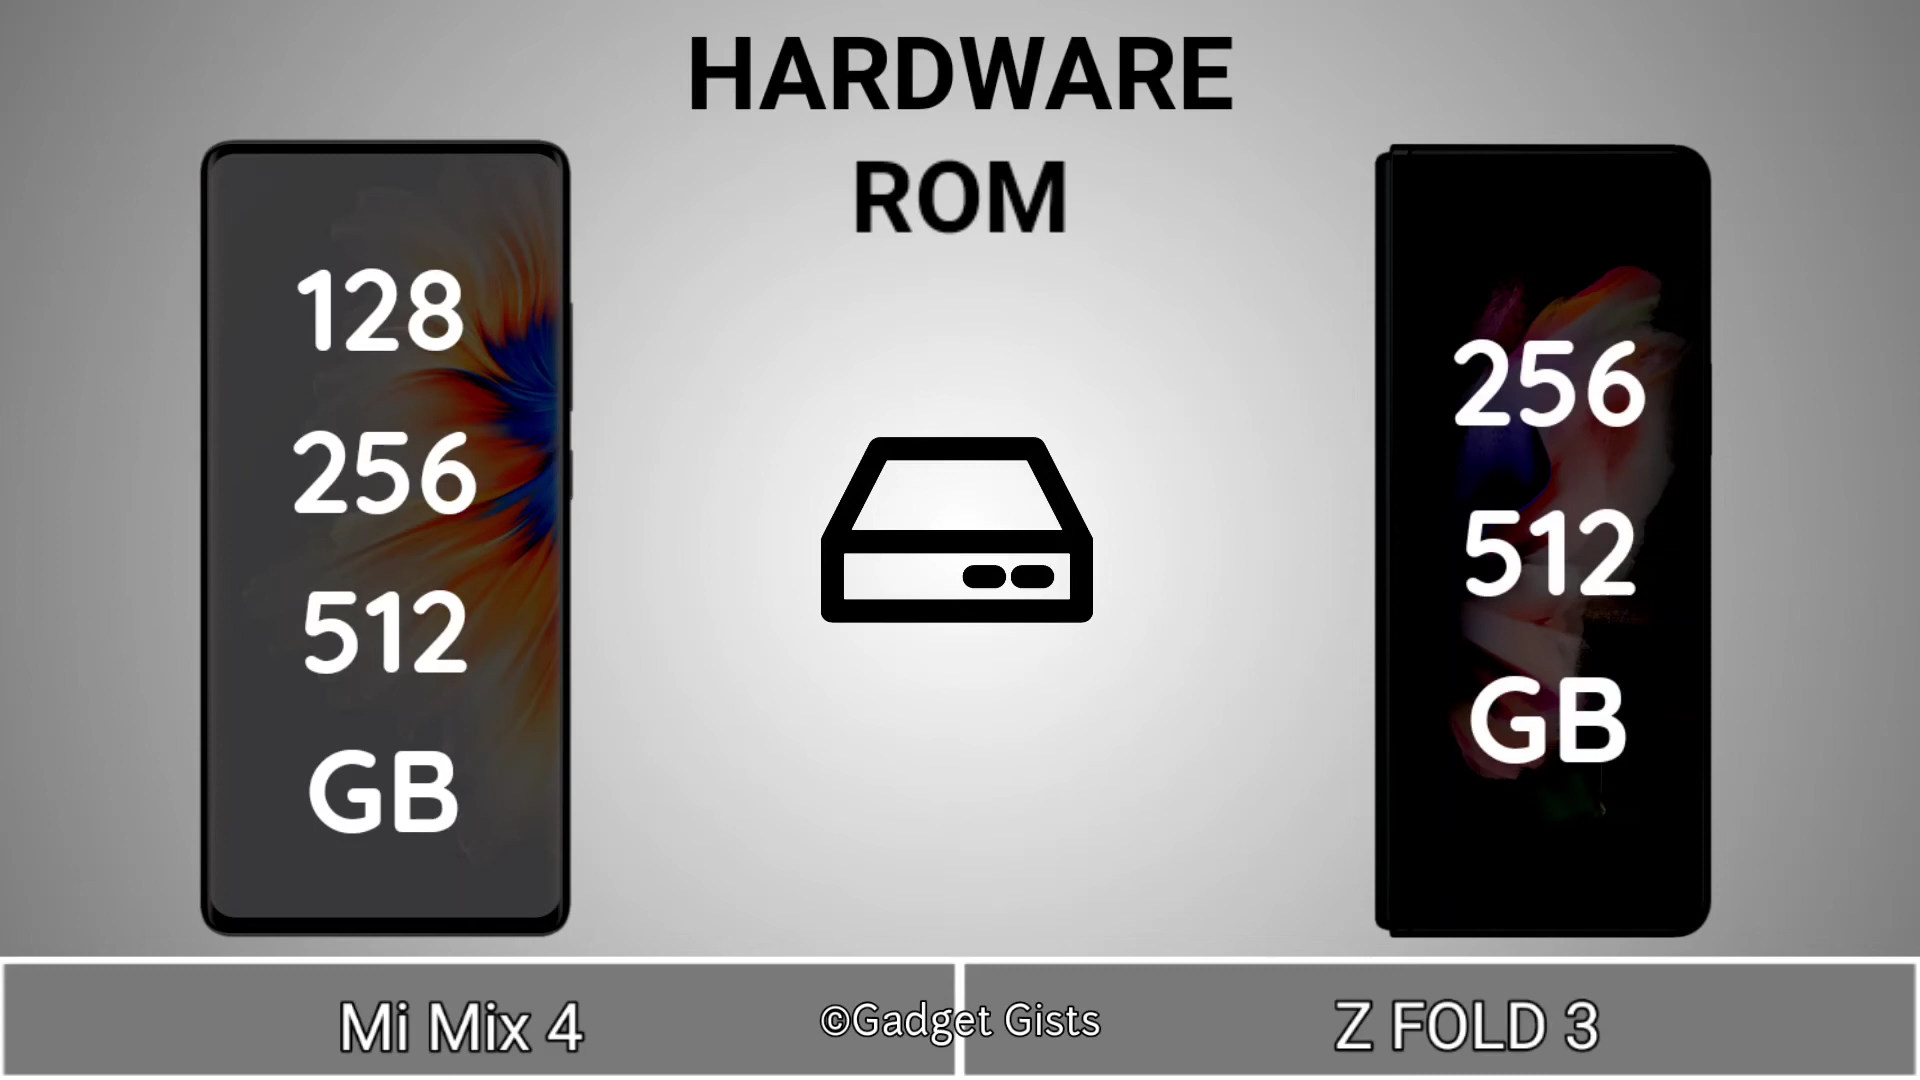 HARDWARE
ROM
128
256
512
GB
256
512
GB
Mi Mix 4
©Gadget Gists
Z FOLD 3